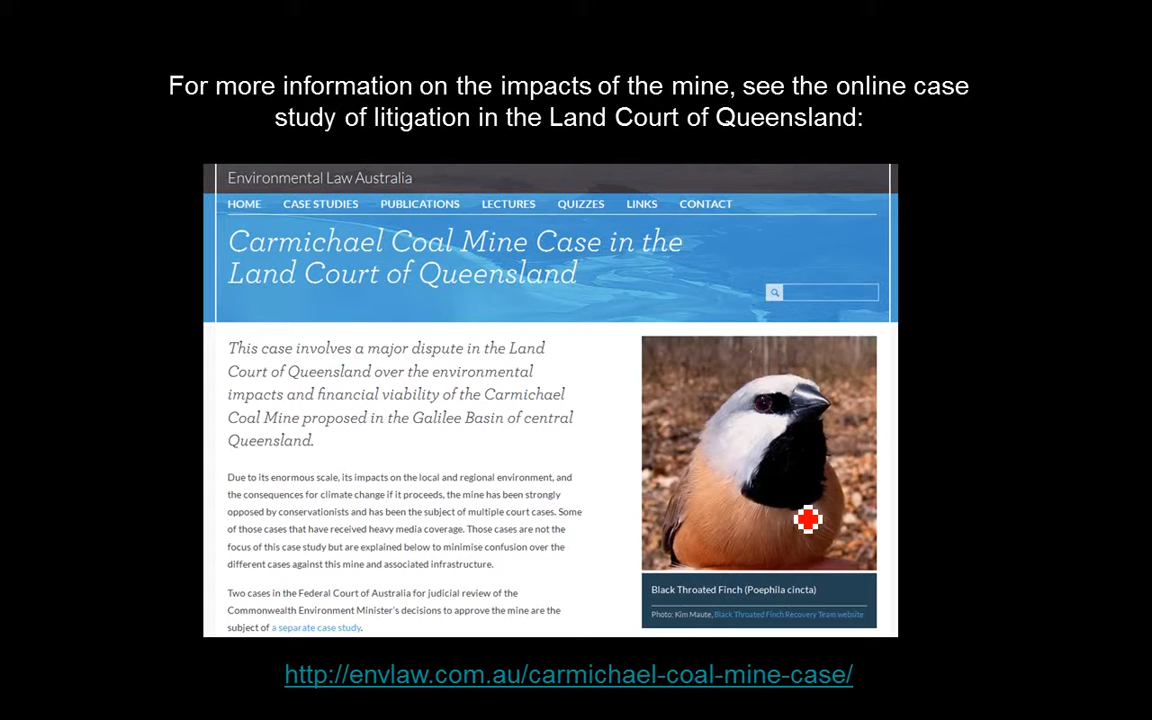 For more information on the impacts of the mine, see the online case
study of litigation in the Land Court of Queensland:
Environmental Law Australia
HOME CASE STUDIES PUBLICATIONS LECTURES QUIZZES LINKS CONTACT
Carmichael Coal Mine Case in the
Land Court of Queensland
This case involves a major dispute in the Land
Court of Queensland over the environmental
impacts and financial viability of the Carmichael
Coal Mine proposed in the Galilee Basin of central
Queensland.
Due to its enormous scale, its impacts on the local and regional environment, and
the consequences for climate change if it proceeds, the mine has been strongly
opposed by conservationists and has been the subject of multiple court cases. Some
of those cases that have received heavy media coverage. Those cases are not the
focus of this case study but are explained below to minimise confusion over the
different cases against this mine and associated infrastructure.
Two cases in the Federal Court of Australia for judicial review of the
Commonwealth Environment Minister's decisions to approve the mine are the
subject of a separate case study.
Black Throated Finch (Poephila cincta)
Photo: Kim Maute, Black Throated Finch Recovery Team website
http://envlaw.com.au/carmichael-coal-mine-case/